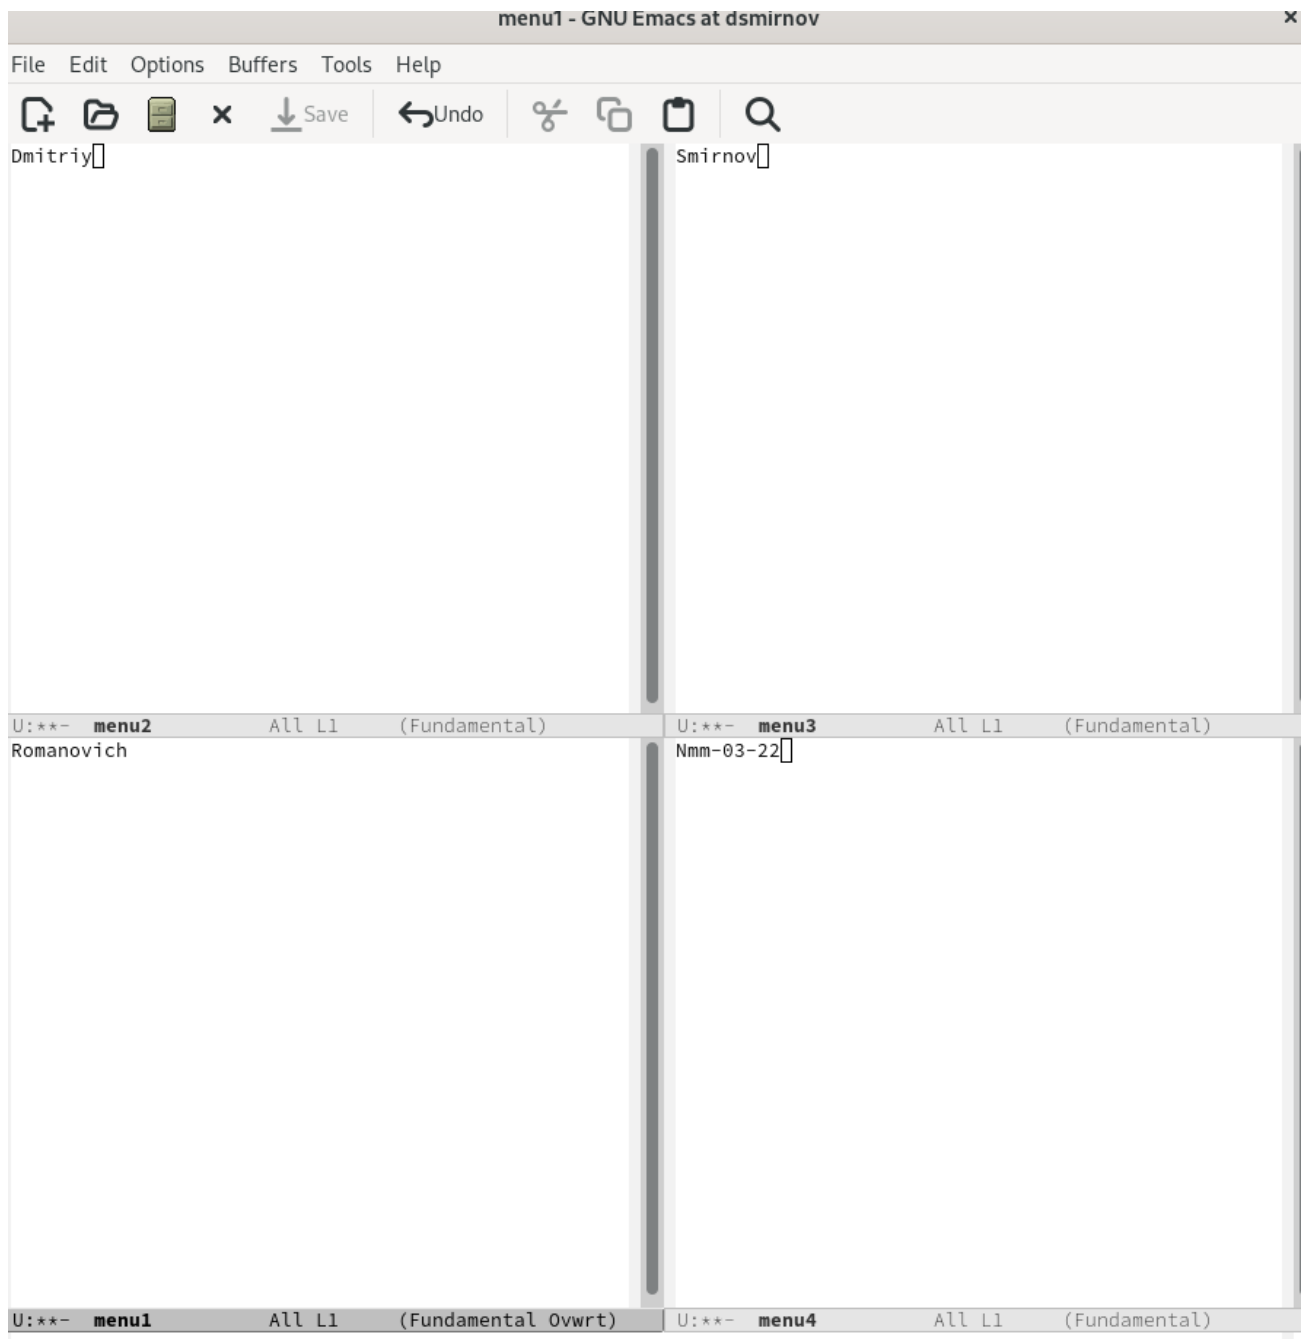 menu1 - GNU Emacs at dsmirnov
File Edit Options Buffers Tools Help
Save Undo
Dmitriy
Smirnov
U:**- menu2 All L1 (Fundamental)
U:**- menu3 All L1 (Fundamental)
Romanovich
Nmm-03-22
U:**- menu1 All L1 (Fundamental Ovwrt)
U:**- menu4 All L1 (Fundamental)